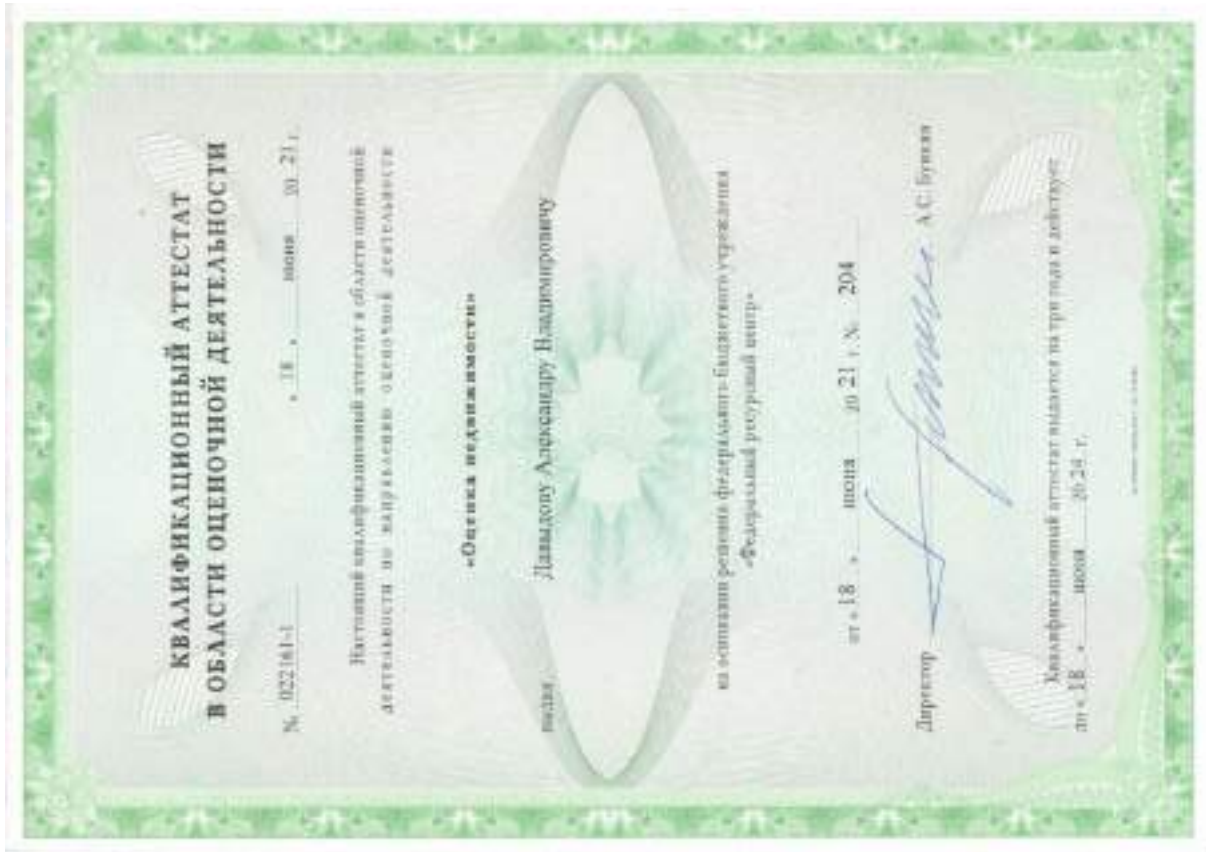 КВАЛИФИКАЦИОННЫЙ АТТЕСТАТ
В ОБЛАСТИ ОЦЕНОЧНОЙ ДЕЯТЕЛЬНОСТИ
№ 022161-1 « 18 » июня 20 21 г.
Настоящий квалификационный аттестат в области оценочной
деятельности по направлению оценочной деятельности
«Оценка недвижимости»
выдан Давыдову Александру Владимировичу
на основании решения федерального бюджетного учреждения
«Федеральный ресурсный центр»
от « 18 » июня 20 21 г. № 204
Директор А.С. Бункин
Квалификационный аттестат выдается на три года и действует
до « 18 » июня 20 24 г.